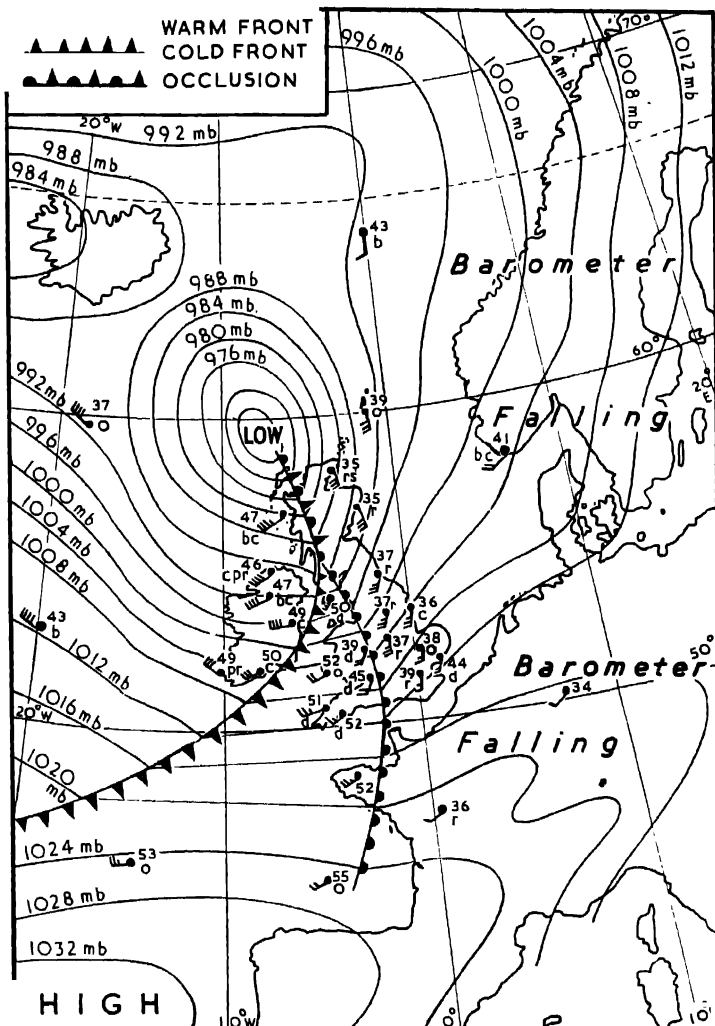 WARM FRONT
COLD FRONT
OCCLUSION
996 mb
1000 mb
1004 mb
1008 mb
1012 mb
70°
20°W
992 mb
988 mb
984 mb
43
b
Barometer
988 mb
984 mb.
980 mb
976 mb
60°
20°
E
992 mb
37
O
39
O
Falling
LOW
41
bc
996 mb
35
rs
1000 mb
35
r
47
bc
1004 mb
1008 mb
46
cpr
37
r
47
bc
50
37
r
36
c
43
b
49
c
39
d
37
r
38
O
1012 mb
49
pr
50
c
52
O
45
d
39
r
44
d
Barometer
50°
1016 mb
20°W
51
d
52
d
34
Falling
1020
mb
52
36
r
1024 mb
53
O
55
O
1028 mb
1032 mb
HIGH
10°W
0°